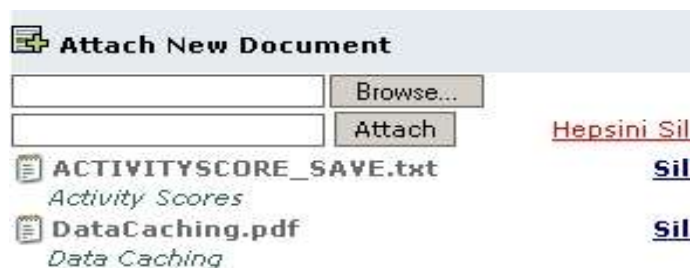 Attach New Document
Browse...
Attach Hepsini Sil
ACTIVITYSCORE_SAVE.txt Sil
Activity Scores
DataCaching.pdf Sil
Data Caching